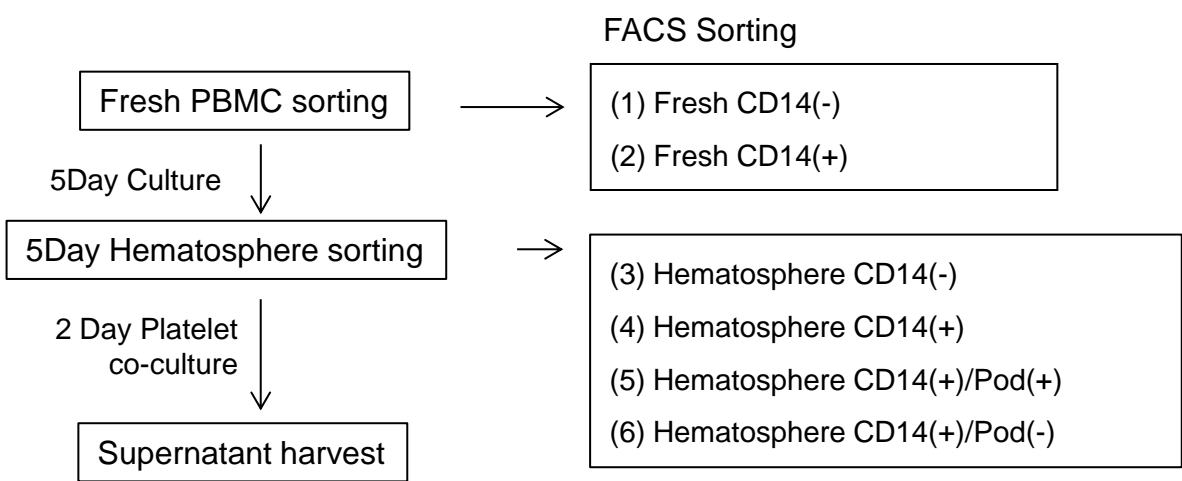 FACS Sorting
Fresh PBMC sorting
(1) Fresh CD14(-)
(2) Fresh CD14(+)
5Day Culture
5Day Hematosphere sorting
(3) Hematosphere CD14(-)
(4) Hematosphere CD14(+)
(5) Hematosphere CD14(+)/Pod(+)
(6) Hematosphere CD14(+)/Pod(-)
2 Day Platelet
co-culture
Supernatant harvest